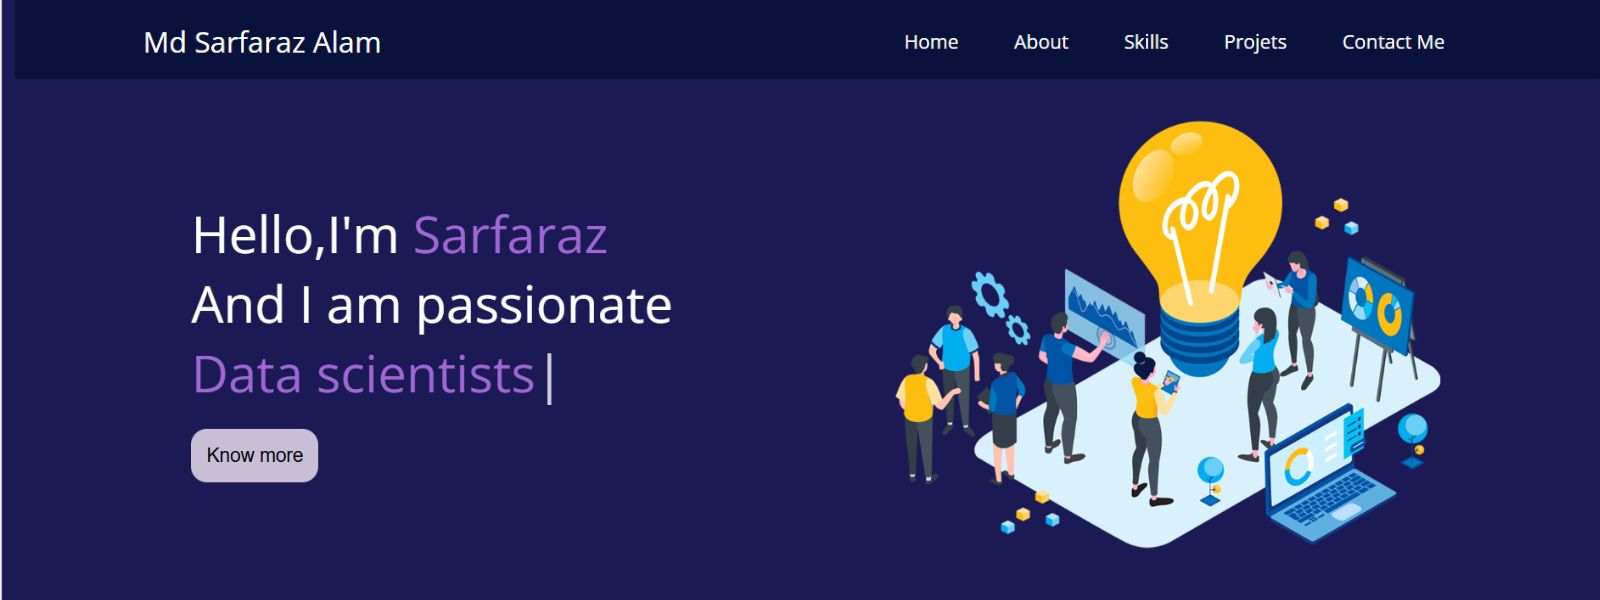 Md Sarfaraz Alam
Home About Skills Projets Contact Me
Hello,I'm Sarfaraz
And I am passionate
Data scientists|
Know more